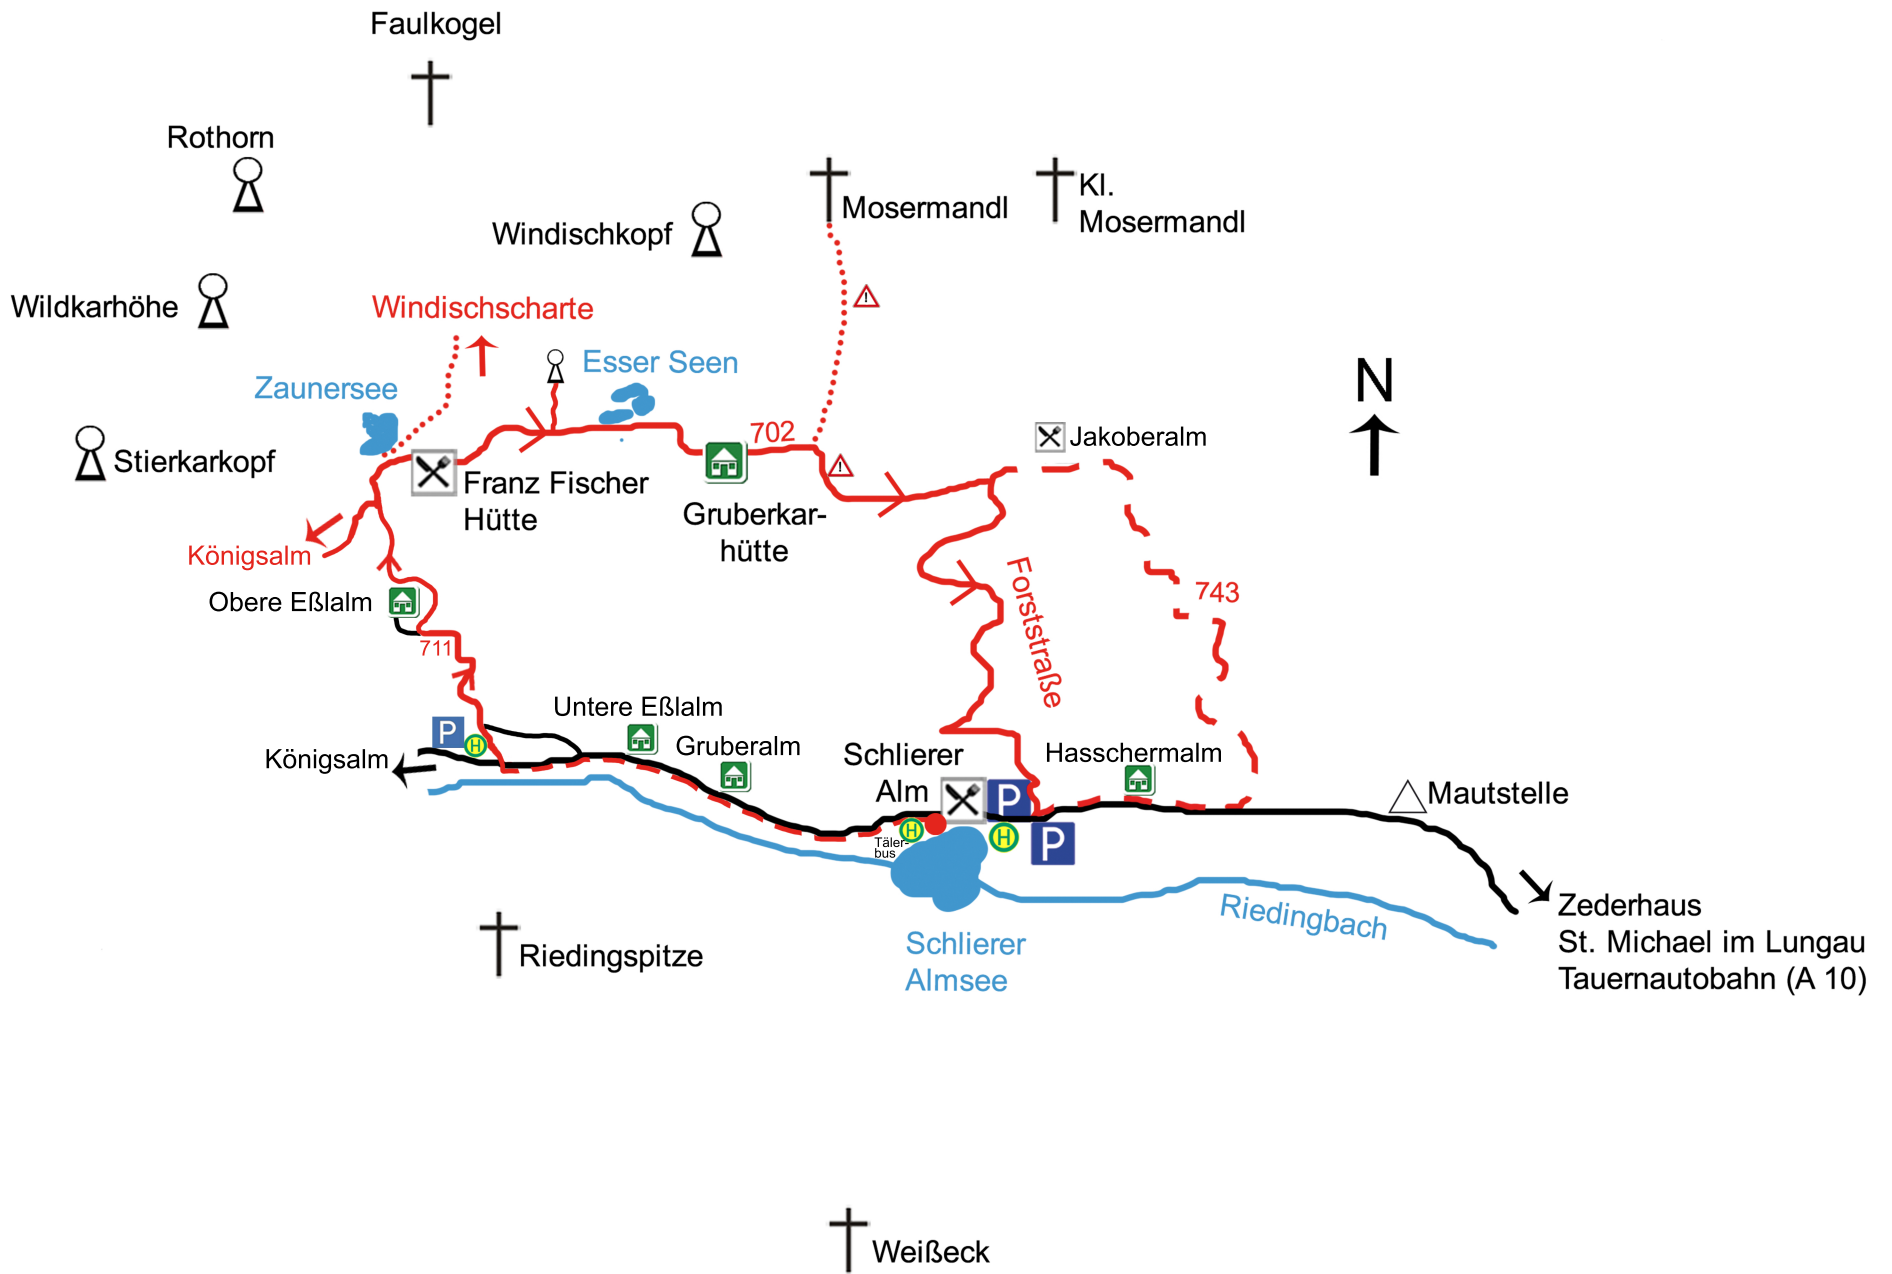 Faulkogel
Rothorn
Mosermandl
Kl.
Mosermandl
Windischkopf
Wildkarhöhe
Windischscharte
Esser Seen
Zaunersee
N
Stierkarkopf
702
Jakoberalm
Franz Fischer
Hütte
Gruberkar-
hütte
Königsalm
Obere Eßlalm
711
Forststraße
743
Untere Eßlalm
Gruberalm
P
H
Königsalm
Schlierer
Alm
P
Hasschermalm
Mautstelle
H
Täler-
bus
H
P
Riedingbach
Zederhaus
St. Michael im Lungau
Tauernautobahn (A 10)
Schlierer
Almsee
Riedingspitze
Weißeck